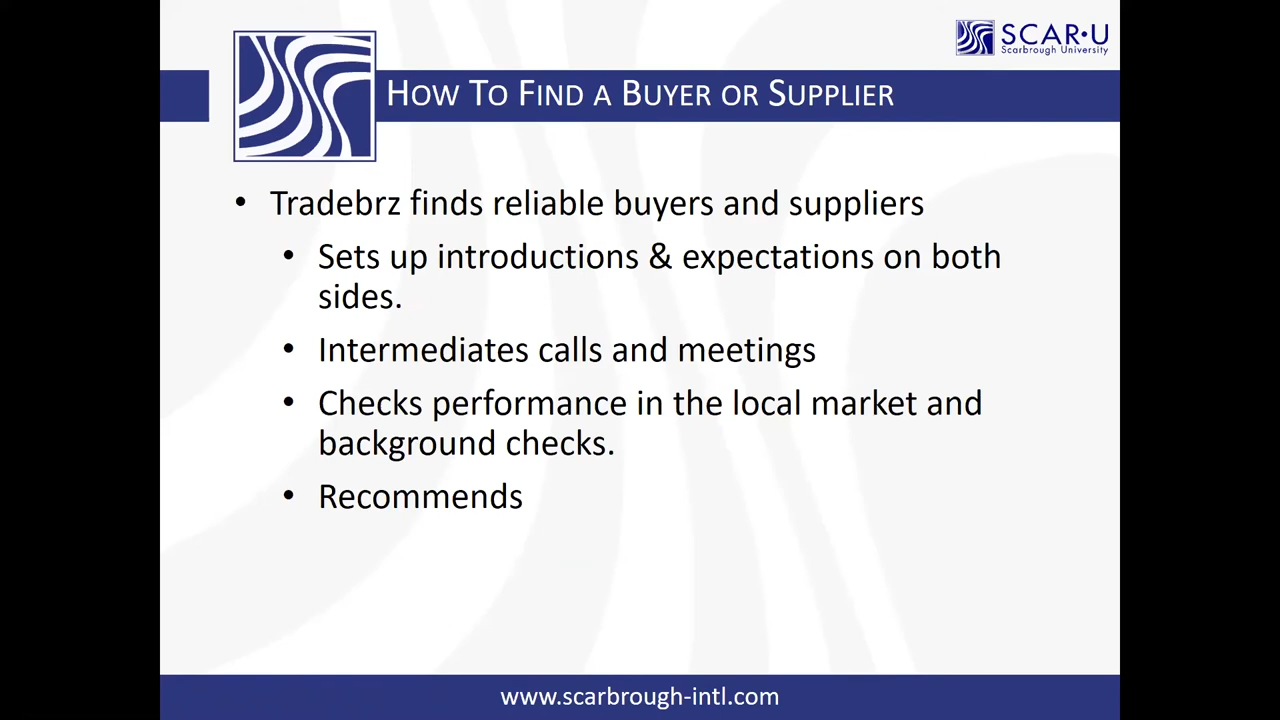 SCAR•U
Scarbrough University
How To Find a Buyer or Supplier
• Tradebrz finds reliable buyers and suppliers
• Sets up introductions & expectations on both
sides.
• Intermediates calls and meetings
• Checks performance in the local market and
background checks.
• Recommends
www.scarbrough-intl.com